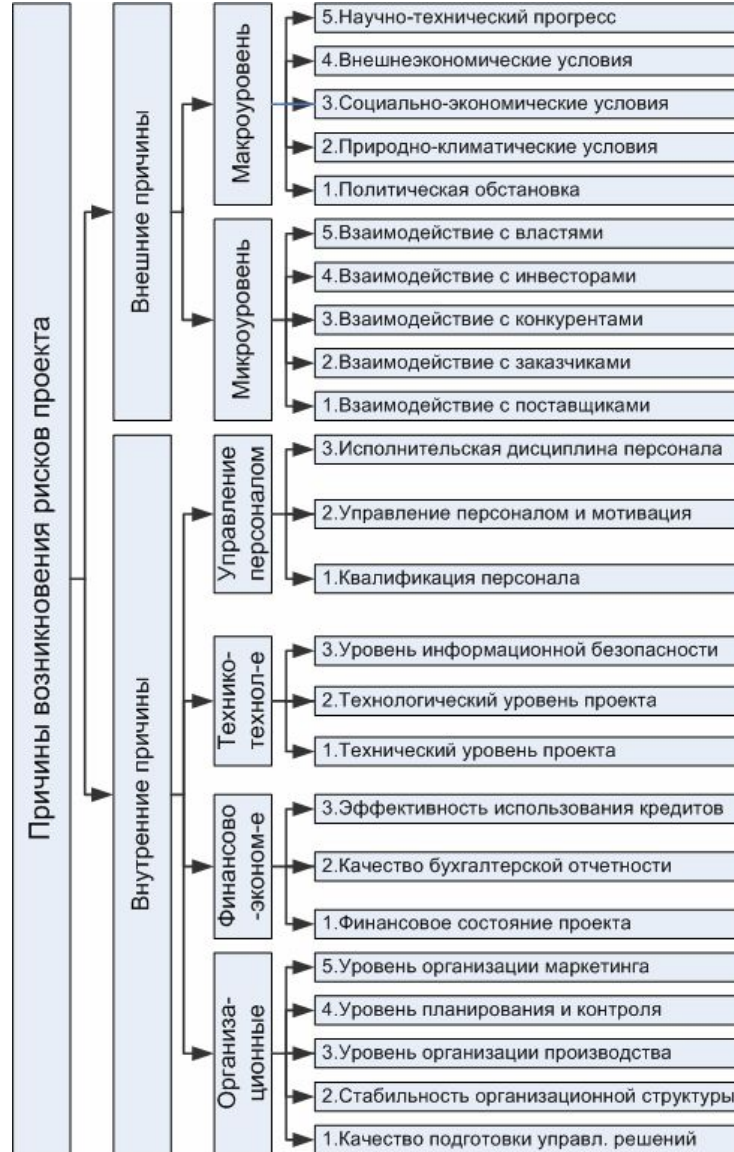 Причины возникновения рисков проекта
Внешние причины
Макроуровень
5.Научно-технический прогресс
4.Внешнеэкономические условия
3.Социально-экономические условия
2.Природно-климатические условия
1.Политическая обстановка
Микроуровень
5.Взаимодействие с властями
4.Взаимодействие с инвесторами
3.Взаимодействие с конкурентами
2.Взаимодействие с заказчиками
1.Взаимодействие с поставщиками
Внутренние причины
Управление
персоналом
3.Исполнительская дисциплина персонала
2.Управление персоналом и мотивация
1.Квалификация персонала
Технико-
технол-е
3.Уровень информационной безопасности
2.Технологический уровень проекта
1.Технический уровень проекта
Финансово
-эконом-е
3.Эффективность использования кредитов
2.Качество бухгалтерской отчетности
1.Финансовое состояние проекта
Организа-
ционные
5.Уровень организации маркетинга
4.Уровень планирования и контроля
3.Уровень организации производства
2.Стабильность организационной структуры
1.Качество подготовки управл. решений